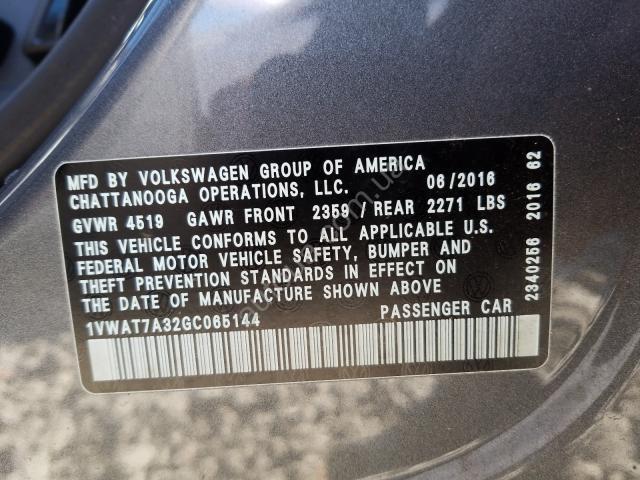 MFD BY VOLKSWAGEN GROUP OF AMERICA
CHATTANOOGA OPERATIONS, LLC. 06/2016
GVWR 4519 GAWR FRONT 2359 / REAR 2271 LBS
THIS VEHICLE CONFORMS TO ALL APPLICABLE U.S.
FEDERAL MOTOR VEHICLE SAFETY, BUMPER AND
THEFT PREVENTION STANDARDS IN EFFECT ON
THE DATE OF MANUFACTURE SHOWN ABOVE
1VWAT7A32GC065144 PASSENGER CAR
2340256 2016 62